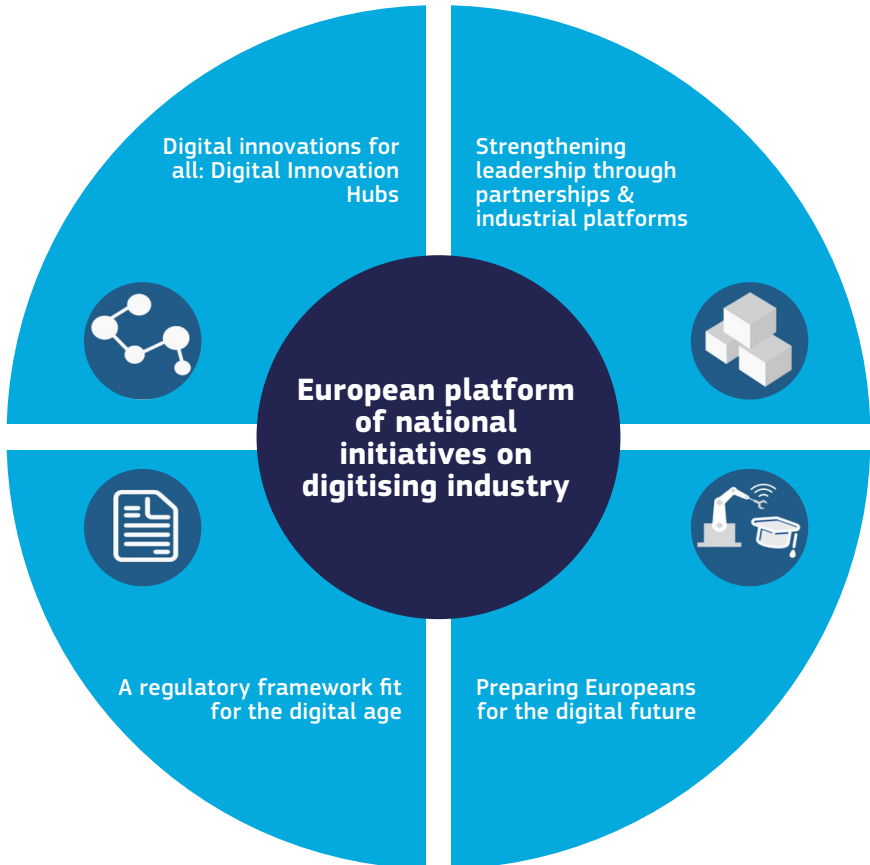 Digital innovations for
all: Digital Innovation
Hubs
Strengthening
leadership through
partnerships &
industrial platforms
European platform
of national
initiatives on
digitising industry
A regulatory framework fit
for the digital age
Preparing Europeans
for the digital future